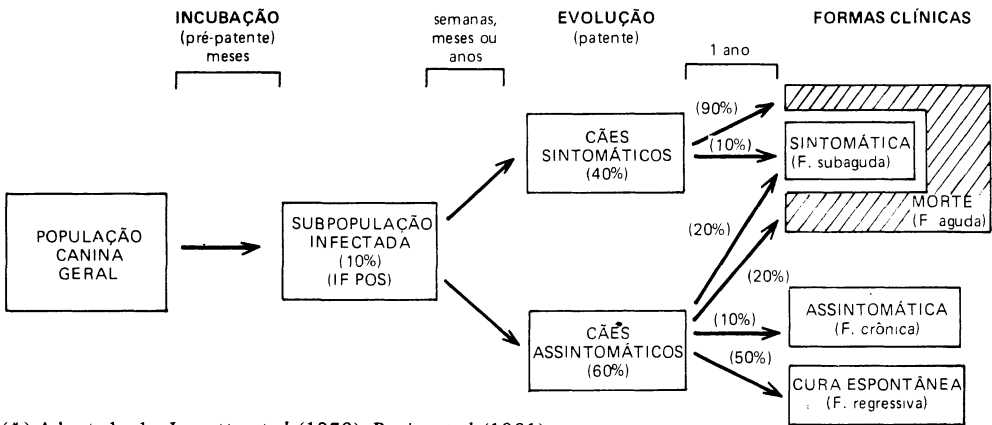 INCUBAÇÃO
(pré-patente)
meses
semanas,
meses ou
anos
EVOLUÇÃO
(patente)
1 ano
FORMAS CLÍNICAS
POPULAÇÃO
CANINA
GERAL
SUBPOPULAÇÃO
INFECTADA
(10%)
(IF POS)
CÃES
SINTOMÁTICOS
(40%)
CÃES
ASSINTOMÁTICOS
(60%)
(90%)
(10%)
(20%)
(20%)
(10%)
(50%)
SINTOMÁTICA
(F. subaguda)
MORTE
(F aguda)
ASSINTOMÁTICA
(F. crônica)
CURA ESPONTÂNEA
(F. regressiva)